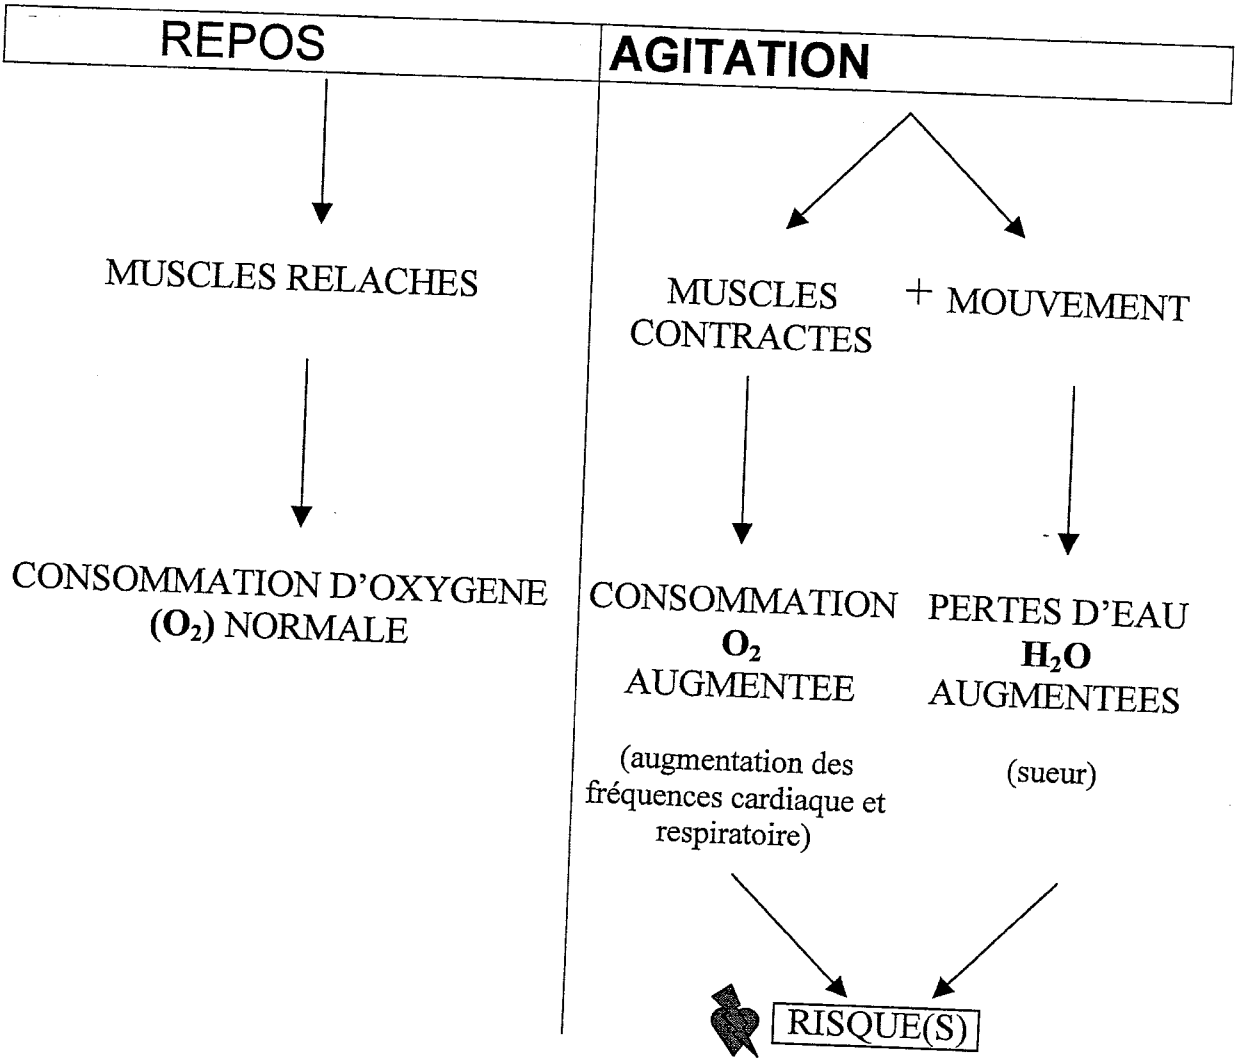 REPOS
AGITATION
MUSCLES RELACHES
MUSCLES
CONTRACTES
+ MOUVEMENT
CONSOMMATION D'OXYGENE
(O₂) NORMALE
CONSOMMATION
O₂
AUGMENTEE
(augmentation des
fréquences cardiaque et
respiratoire)
PERTES D'EAU
H₂O
AUGMENTEES
(sueur)
RISQUE(S)